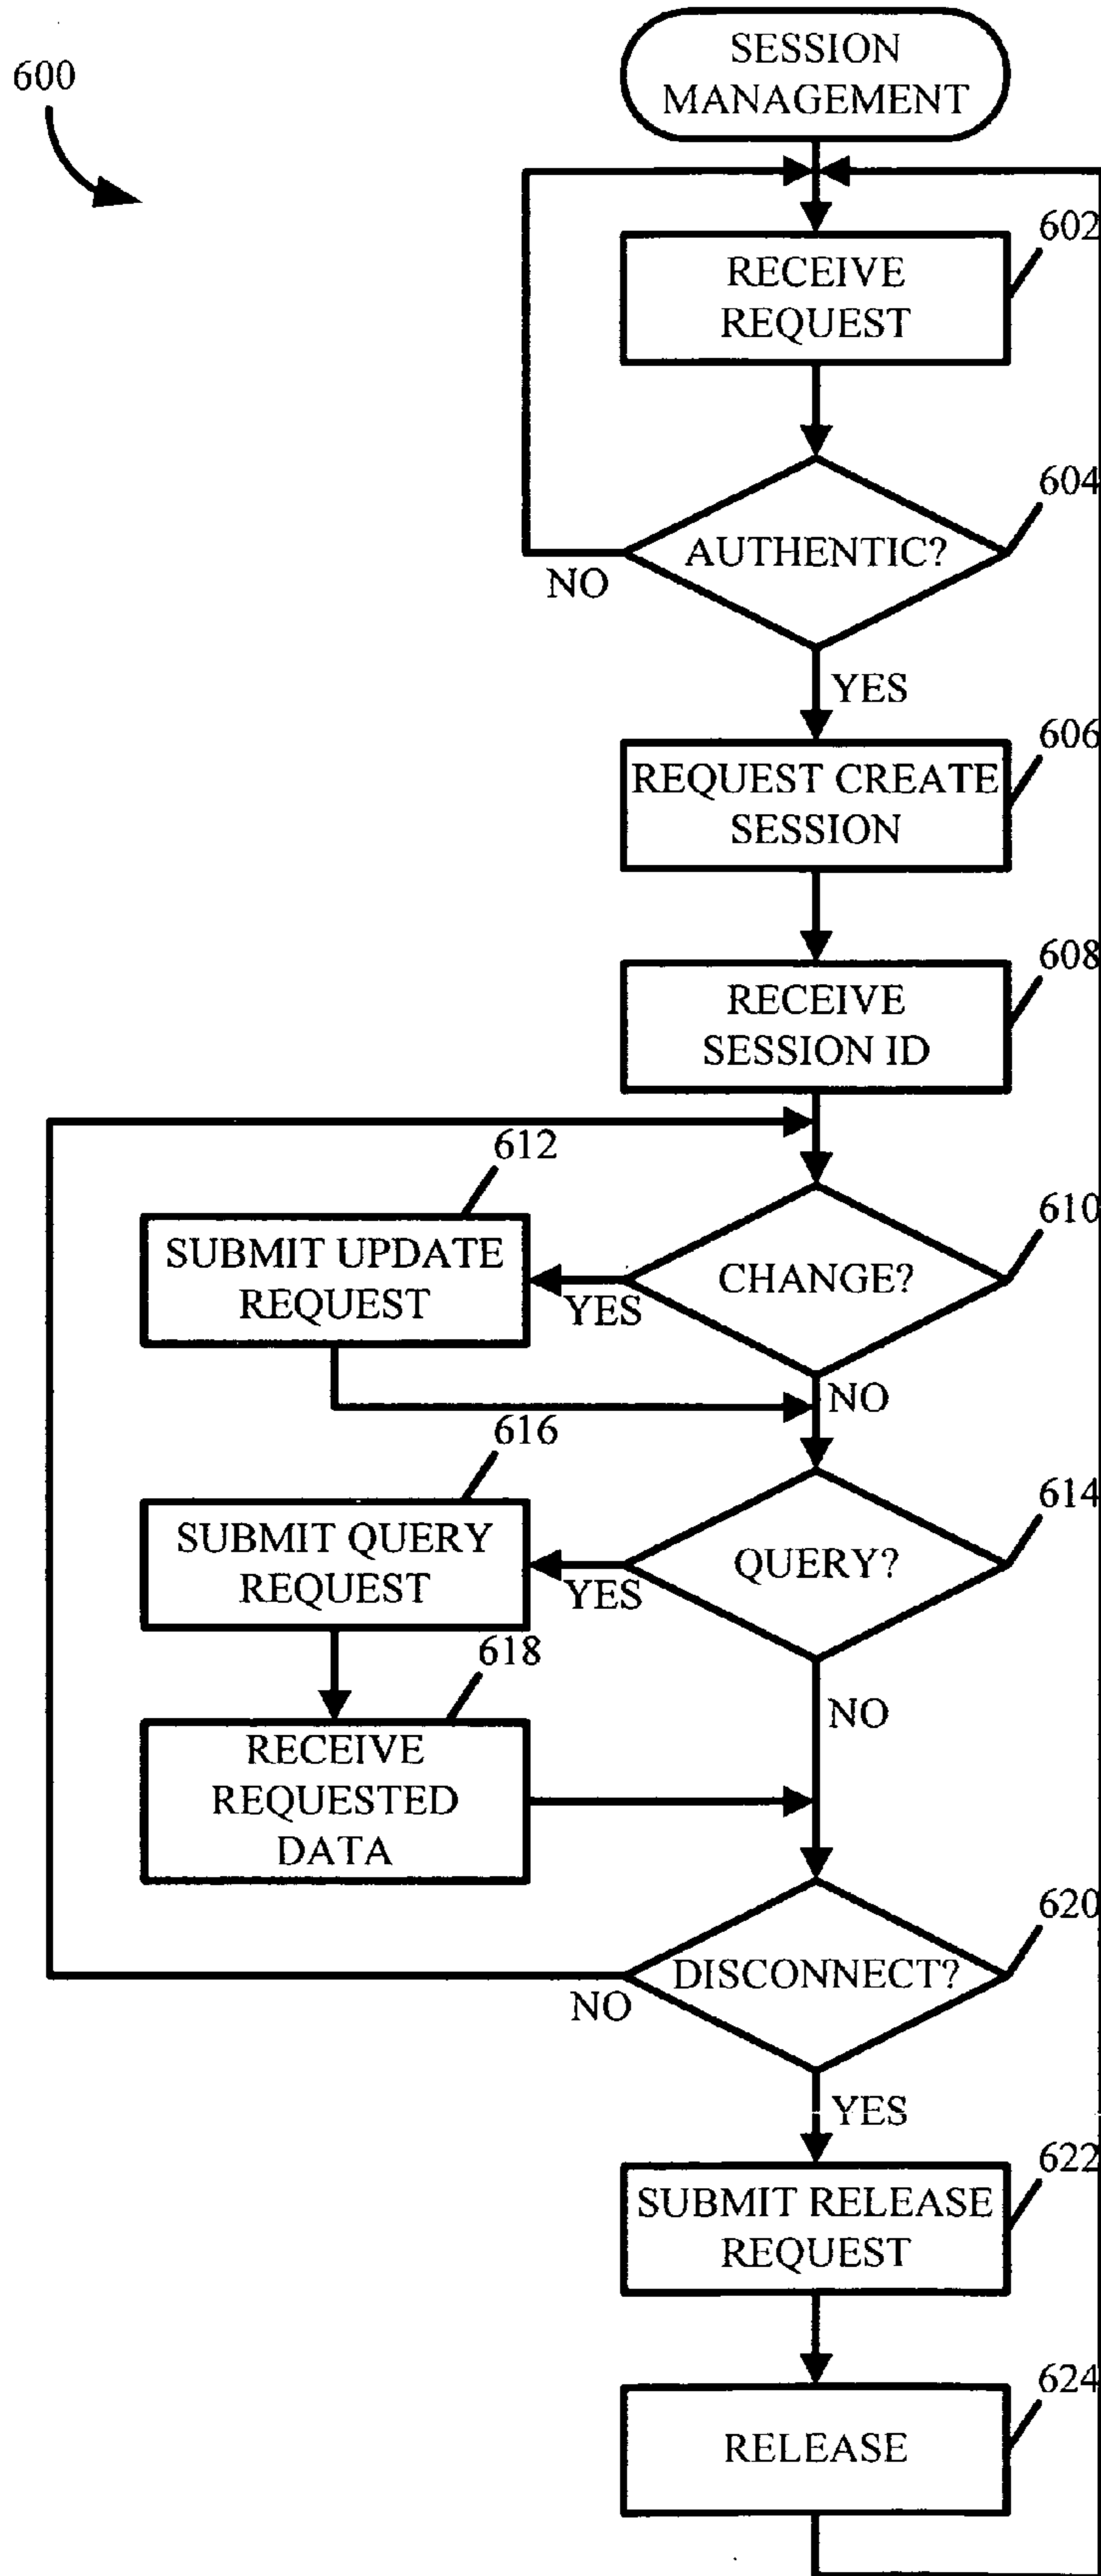 600
SESSION
MANAGEMENT
602
RECEIVE
REQUEST
604
AUTHENTIC?
NO
YES
606
REQUEST CREATE
SESSION
608
RECEIVE
SESSION ID
612
610
SUBMIT UPDATE
REQUEST
CHANGE?
YES
NO
616
614
SUBMIT QUERY
REQUEST
QUERY?
YES
618
NO
RECEIVE
REQUESTED
DATA
620
DISCONNECT?
NO
YES
622
SUBMIT RELEASE
REQUEST
624
RELEASE